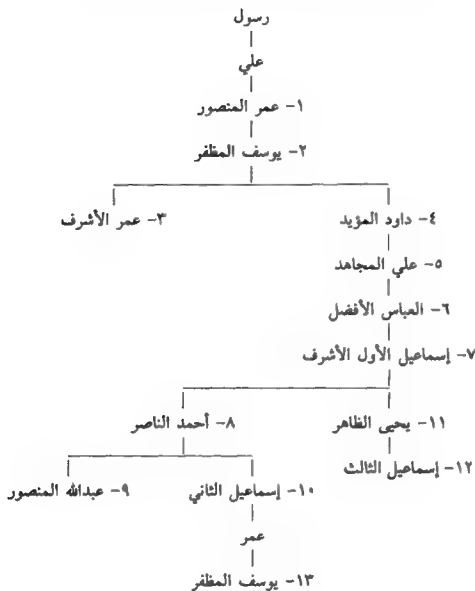 رسول
علي
١- عمر المنصور
٢- يوسف المظفر
٤- داود المؤيد
٣- عمر الأشرف
٥- علي المجاهد
٦- العباس الأفضل
٧- إسماعيل الأول الأشرف
١١- يحيى الظاهر
٨- أحمد الناصر
١٢- إسماعيل الثالث
١٠- إسماعيل الثاني
٩- عبدالله المنصور
عمر
١٣- يوسف المظفر